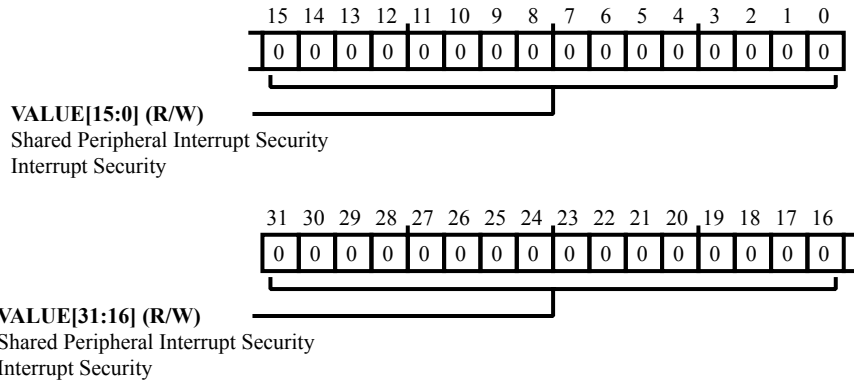 15 14 13 12 11 10 9 8 7 6 5 4 3 2 1 0
0 0 0 0 0 0 0 0 0 0 0 0 0 0 0 0
VALUE[15:0] (R/W)
Shared Peripheral Interrupt Security
Interrupt Security
31 30 29 28 27 26 25 24 23 22 21 20 19 18 17 16
0 0 0 0 0 0 0 0 0 0 0 0 0 0 0 0
VALUE[31:16] (R/W)
Shared Peripheral Interrupt Security
Interrupt Security